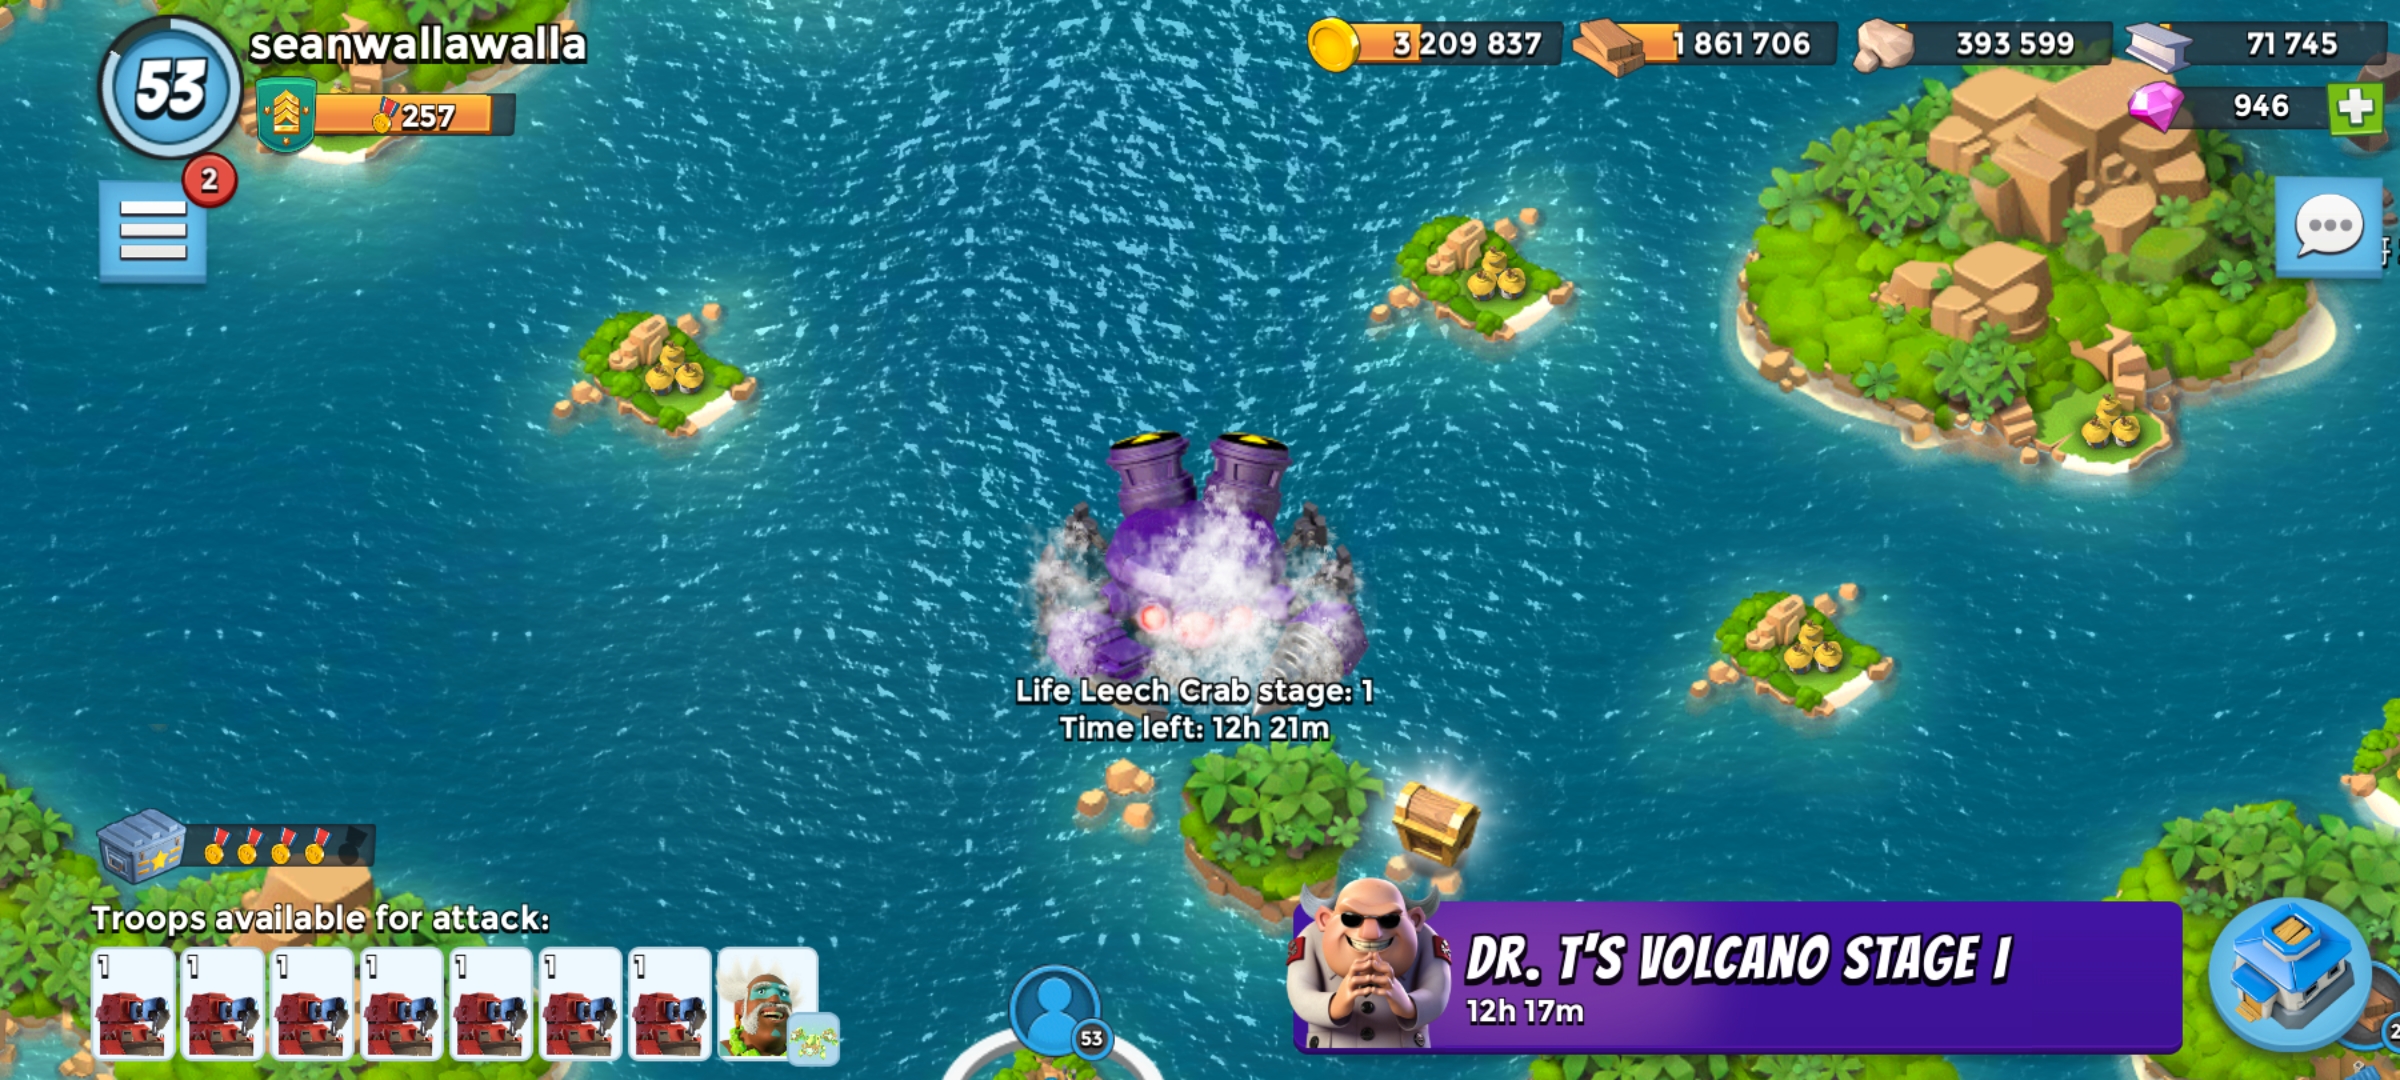 53
seanwallawalla
257
2
3 209 837
1 861 706
393 599
71 745
946
Life Leech Crab stage: 1
Time left: 12h 21m
Troops available for attack:
1
1
1
1
1
1
1
53
DR. T'S VOLCANO STAGE I
12h 17m
2